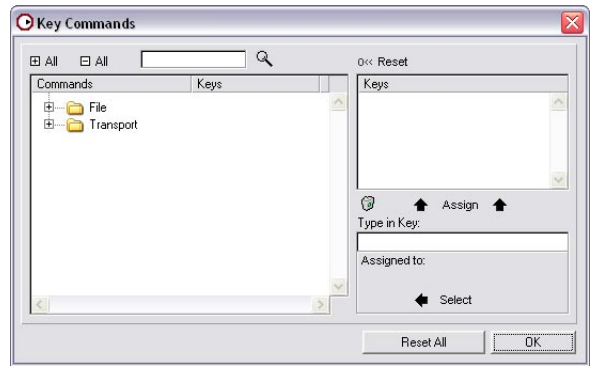 Key Commands
All All
Reset
Commands Keys
File
Transport
Keys
Assign
Type in Key:
Assigned to:
Select
Reset All OK